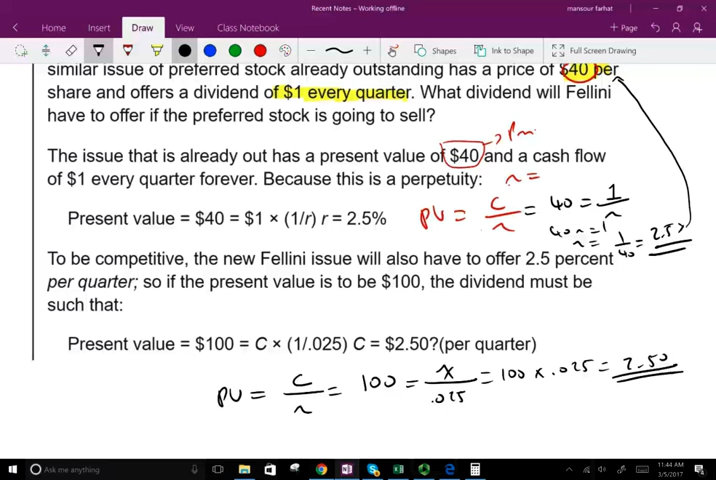 Recent Notes – Working offline
mansour farhat
Home Insert Draw View Class Notebook
+ Page
Shapes Ink to Shape Full Screen Drawing
similar issue of preferred stock already outstanding has a price of $40 per
share and offers a dividend of $1 every quarter. What dividend will Fellini
have to offer if the preferred stock is going to sell?
The issue that is already out has a present value of $40 and a cash flow
of $1 every quarter forever. Because this is a perpetuity:
r =
Present value = $40 = $1 × (1/r) r = 2.5%
PV = C/r = 40 = 1/r
40r = 1
r = 1/40 = 2.5%
To be competitive, the new Fellini issue will also have to offer 2.5 percent
per quarter; so if the present value is to be $100, the dividend must be
such that:
Present value = $100 = C × (1/.025) C = $2.50?(per quarter)
PV = C/r = 100 = x/.025 = 100 x .025 = 2.50
Ask me anything
11:44 AM
3/5/2017